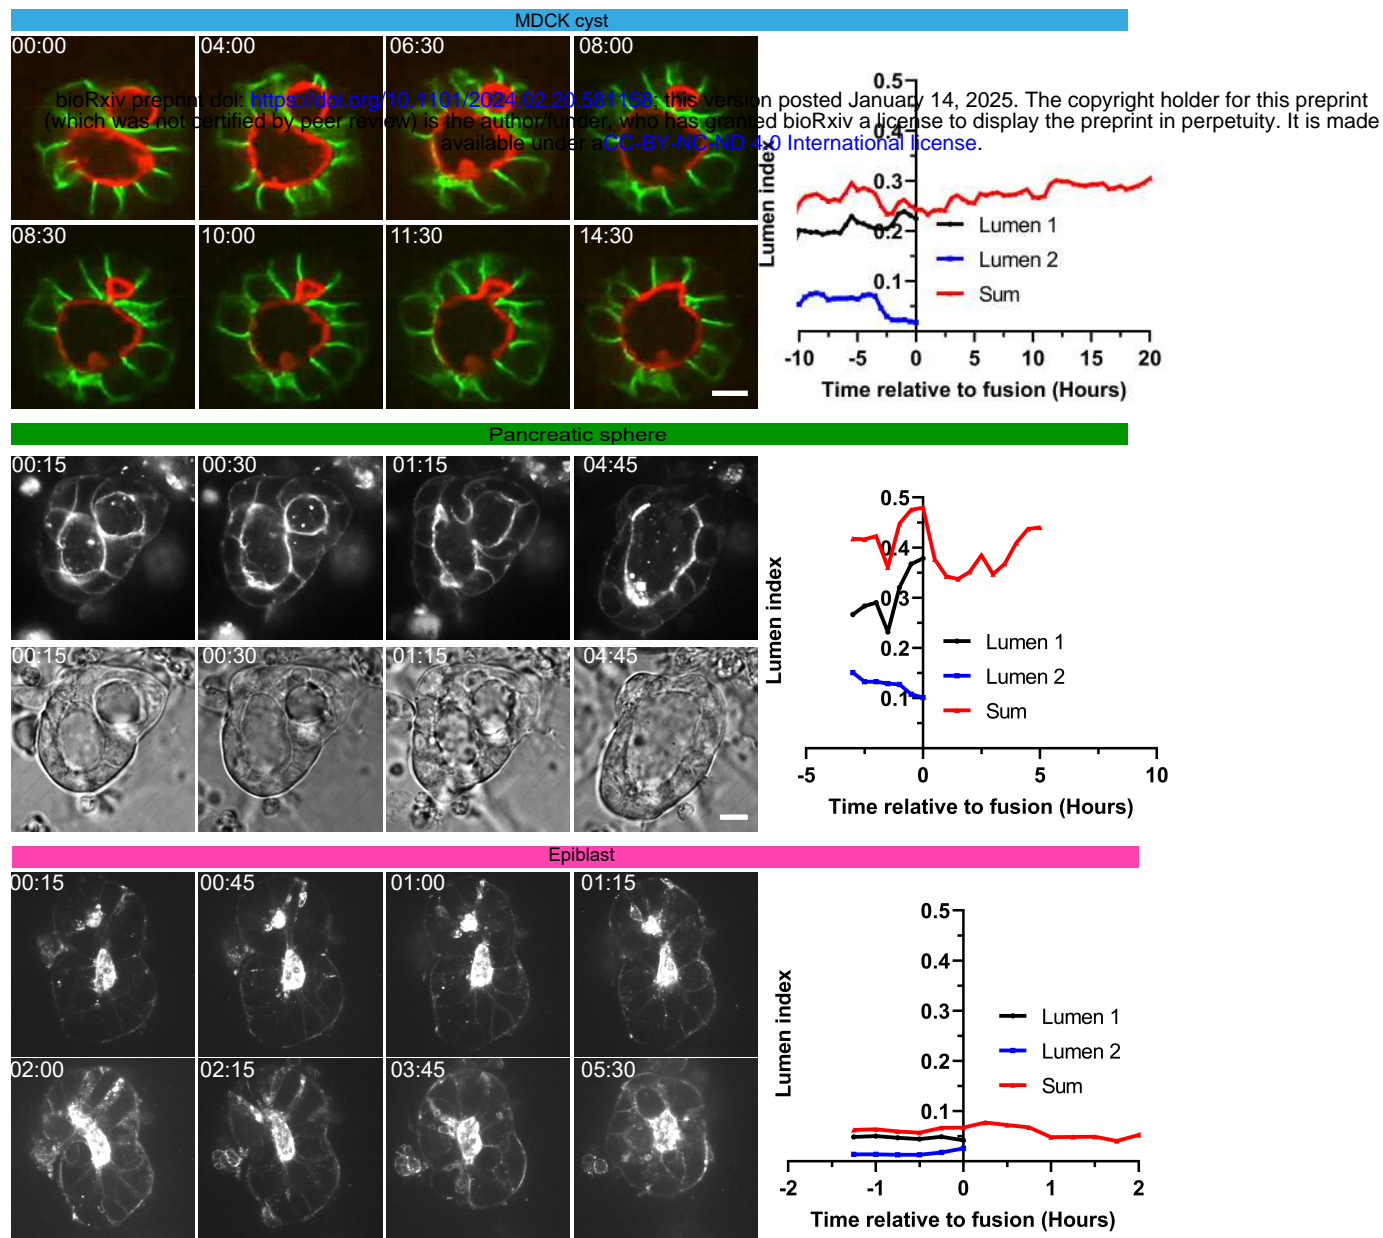 MDCK cyst
00:00
04:00
06:30
08:00
bioRxiv preprint doi: https://doi.org/10.1101/2024.02.20.581158; this version posted January 14, 2025. The copyright holder for this preprint
(which was not certified by peer review) is the author/funder, who has granted bioRxiv a license to display the preprint in perpetuity. It is made
available under aCC-BY-NC-ND 4.0 International license.
08:30
10:00
11:30
14:30
Lumen index
0.5
0.4
0.3
0.2
0.1
Lumen 1
Lumen 2
Sum
-10 -5 0 5 10 15 20
Time relative to fusion (Hours)
Pancreatic sphere
00:15
00:30
01:15
04:45
00:15
00:30
01:15
04:45
Lumen index
0.5
0.4
0.3
0.2
0.1
Lumen 1
Lumen 2
Sum
-5 0 5 10
Time relative to fusion (Hours)
Epiblast
00:15
00:45
01:00
01:15
02:00
02:15
03:45
05:30
Lumen index
0.5
0.4
0.3
0.2
0.1
Lumen 1
Lumen 2
Sum
-2 -1 0 1 2
Time relative to fusion (Hours)